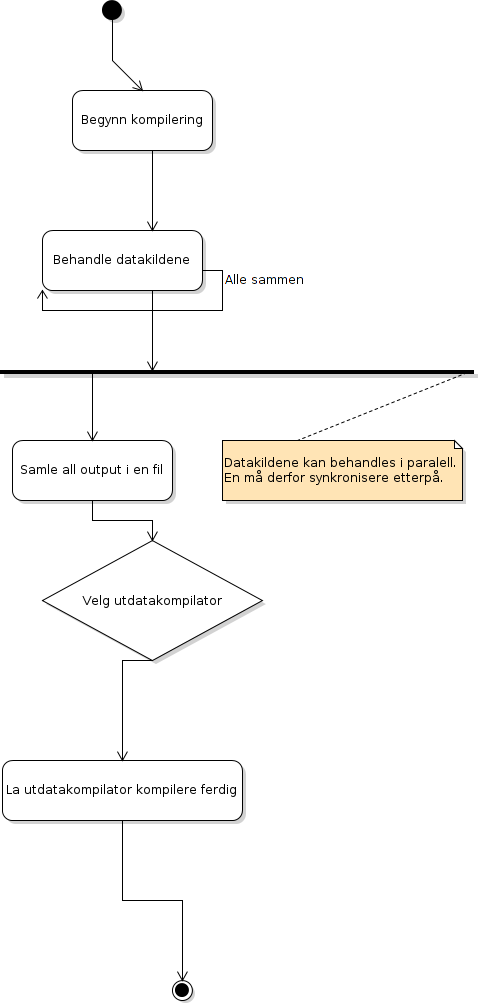 Begynn kompilering
Behandle datakildene
Alle sammen
Samle all output i en fil
Datakildene kan behandles i paralell.
En må derfor synkronisere etterpå.
Velg utdatakompilator
La utdatakompilator kompilere ferdig